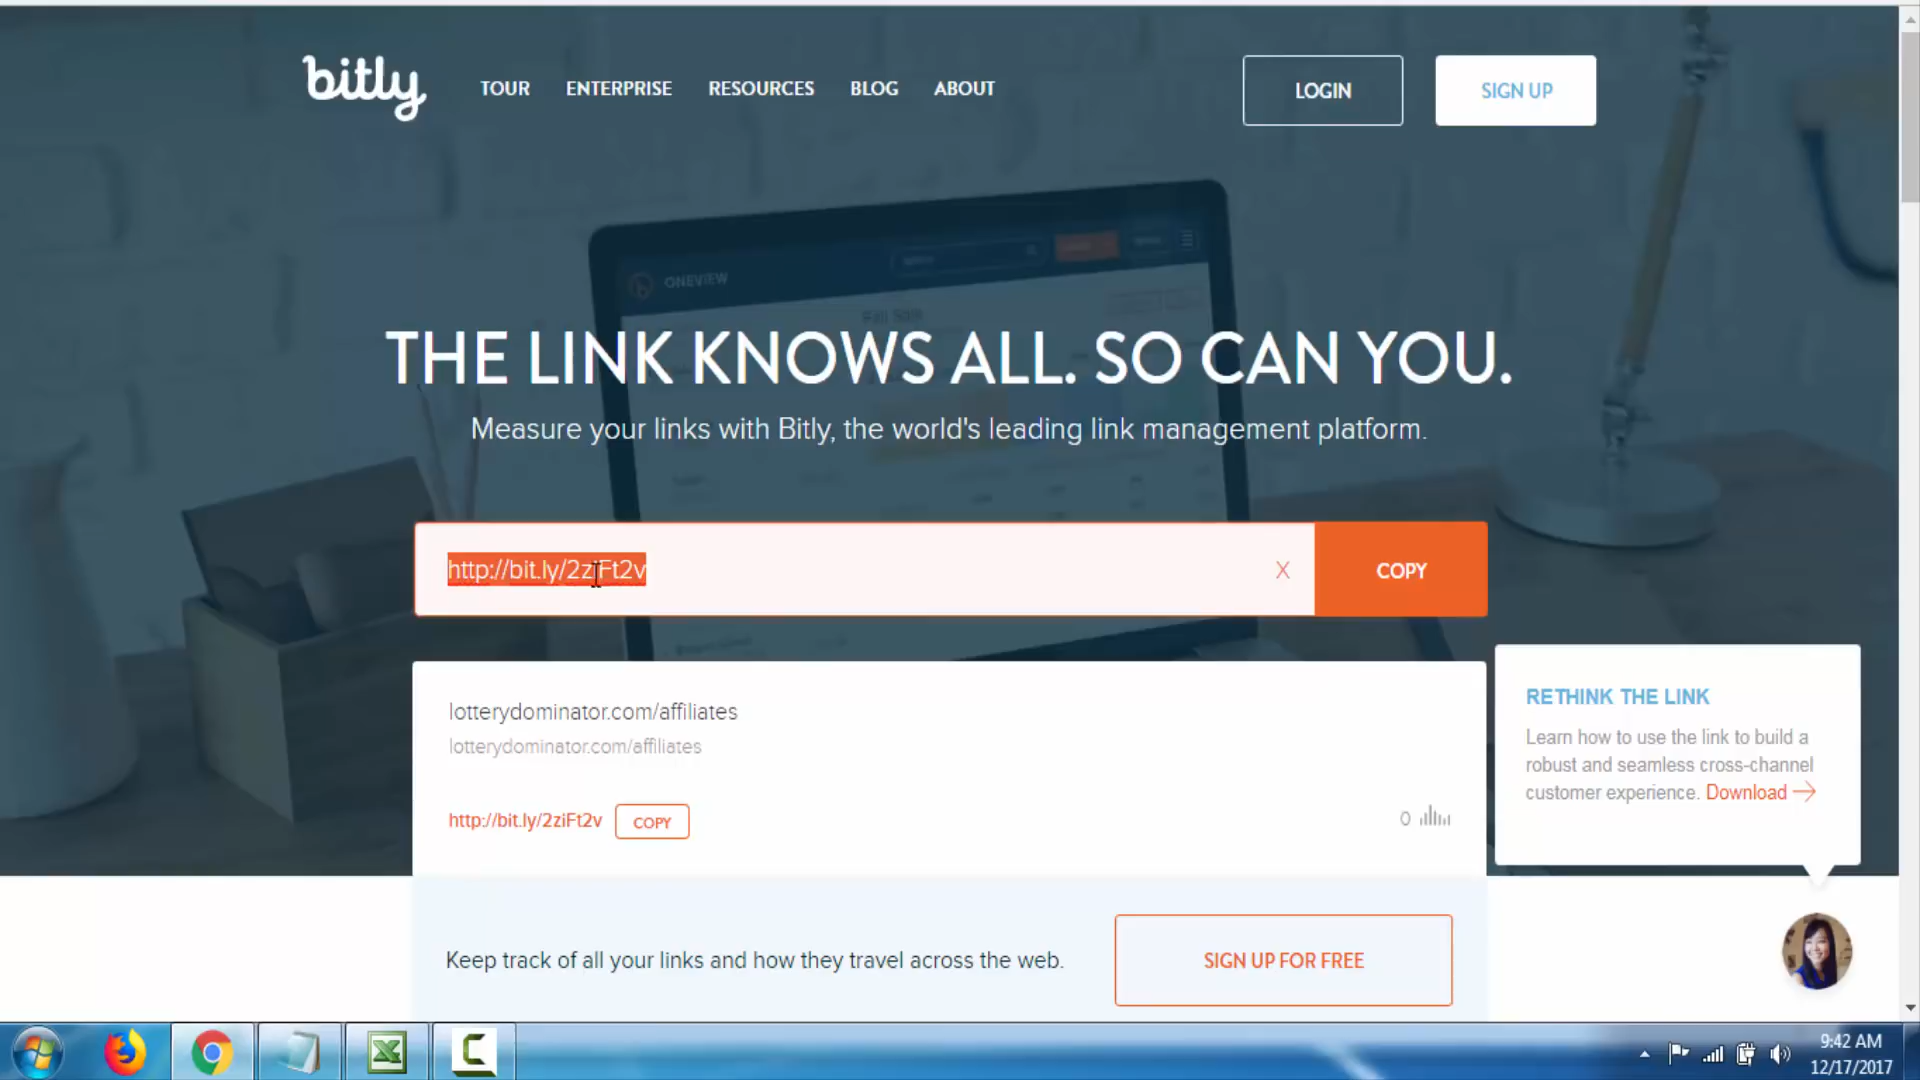 bitly
TOUR ENTERPRISE RESOURCES BLOG ABOUT
LOGIN
SIGN UP
ONEVIEW
THE LINK KNOWS ALL. SO CAN YOU.
Measure your links with Bitly, the world's leading link management platform.
http://bit.ly/2ziFt2v
X
COPY
lotterydominator.com/affiliates
lotterydominator.com/affiliates
http://bit.ly/2ziFt2v COPY
0
RETHINK THE LINK
Learn how to use the link to build a
robust and seamless cross-channel
customer experience. Download
Keep track of all your links and how they travel across the web.
SIGN UP FOR FREE
9:42 AM
12/17/2017